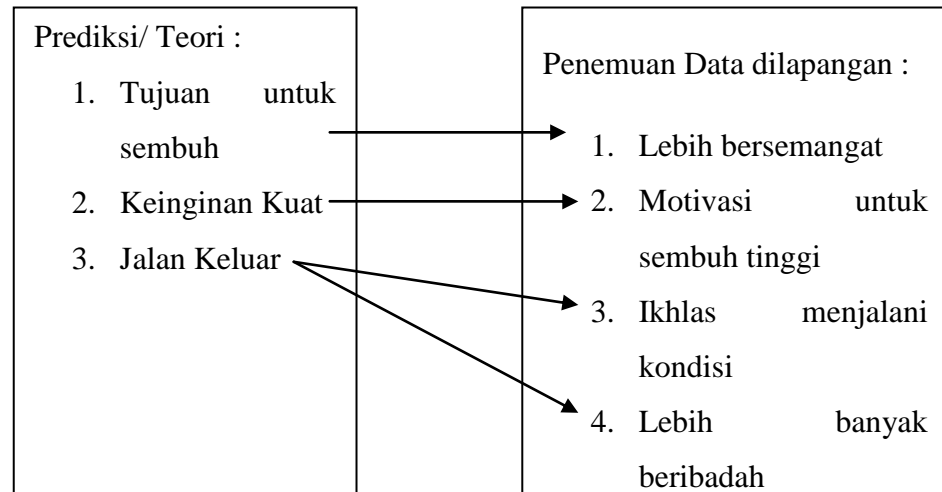 Prediksi/ Teori :
1. Tujuan untuk
sembuh
2. Keinginan Kuat
3. Jalan Keluar
Penemuan Data dilapangan :
1. Lebih bersemangat
2. Motivasi untuk
sembuh tinggi
3. Ikhlas menjalani
kondisi
4. Lebih banyak
beribadah